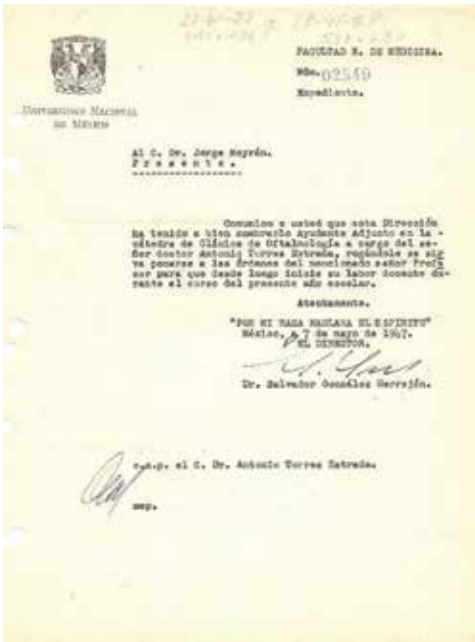 FACULTAD N. DE MEDICINA.
Núm. 02549
Expediente.
UNIVERSIDAD NACIONAL
DE MÉXICO
Al C. Dr. Jorge Meyrán.
P r e s e n t e .
Comunico a usted que esta Dirección
ha tenido a bien nombrarlo Ayudante Adjunto en la -
cátedra de Clínica de Oftalmología a cargo del se-
ñor doctor Antonio Torres Estrada, rogándole se sir
va ponerse a las órdenes del mencionado señor Profe
sor para que desde luego inicie su labor docente du-
rante el curso del presente año escolar.
Atentamente.
"POR MI RAZA HABLARA EL ESPIRITU"
México, a 7 de mayo de 1947.
EL DIRECTOR.
Dr. Salvador González Herrejón.
c.c.p. el C. Dr. Antonio Torres Estrada.